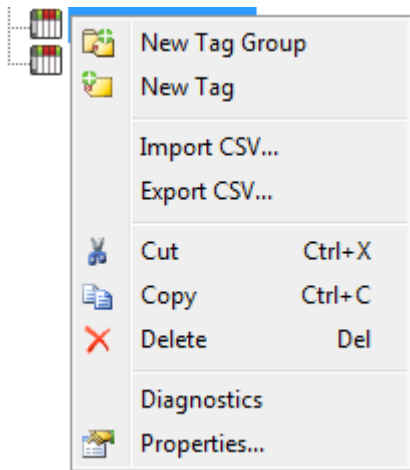 New Tag Group
New Tag
Import CSV...
Export CSV...
Cut Ctrl+X
Copy Ctrl+C
Delete Del
Diagnostics
Properties...